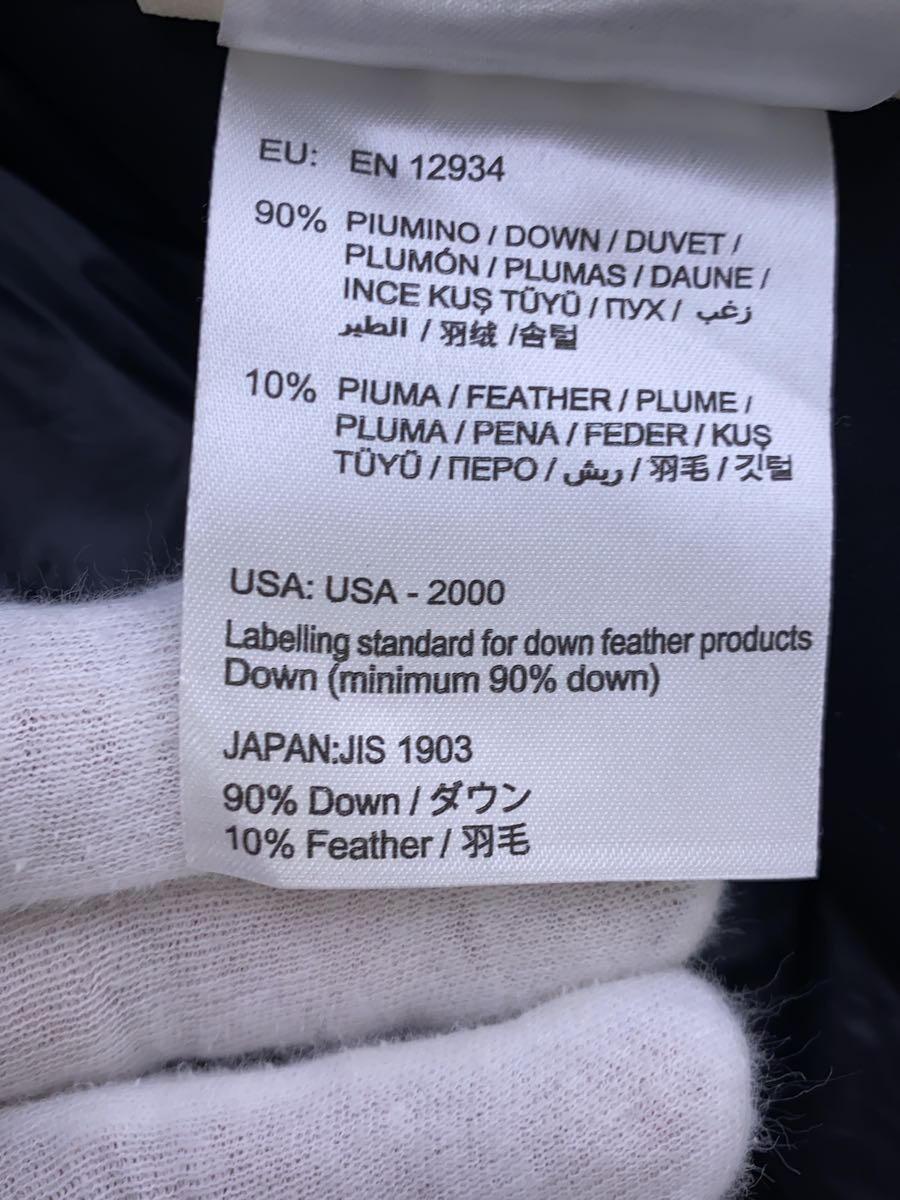 EU: EN 12934
90% PIUMINO / DOWN / DUVET /
PLUMÓN / PLUMAS / DAUNE /
INCE KUŞ TÜYÜ / ПУХ / زغب
الطير / 羽绒 /솜털
10% PIUMA / FEATHER / PLUME /
PLUMA / PENA / FEDER / KUŞ
TÜYÜ / ПЕРО / ريش / 羽毛 / 깃털
USA: USA - 2000
Labelling standard for down feather products
Down (minimum 90% down)
JAPAN:JIS 1903
90% Down / ダウン
10% Feather / 羽毛